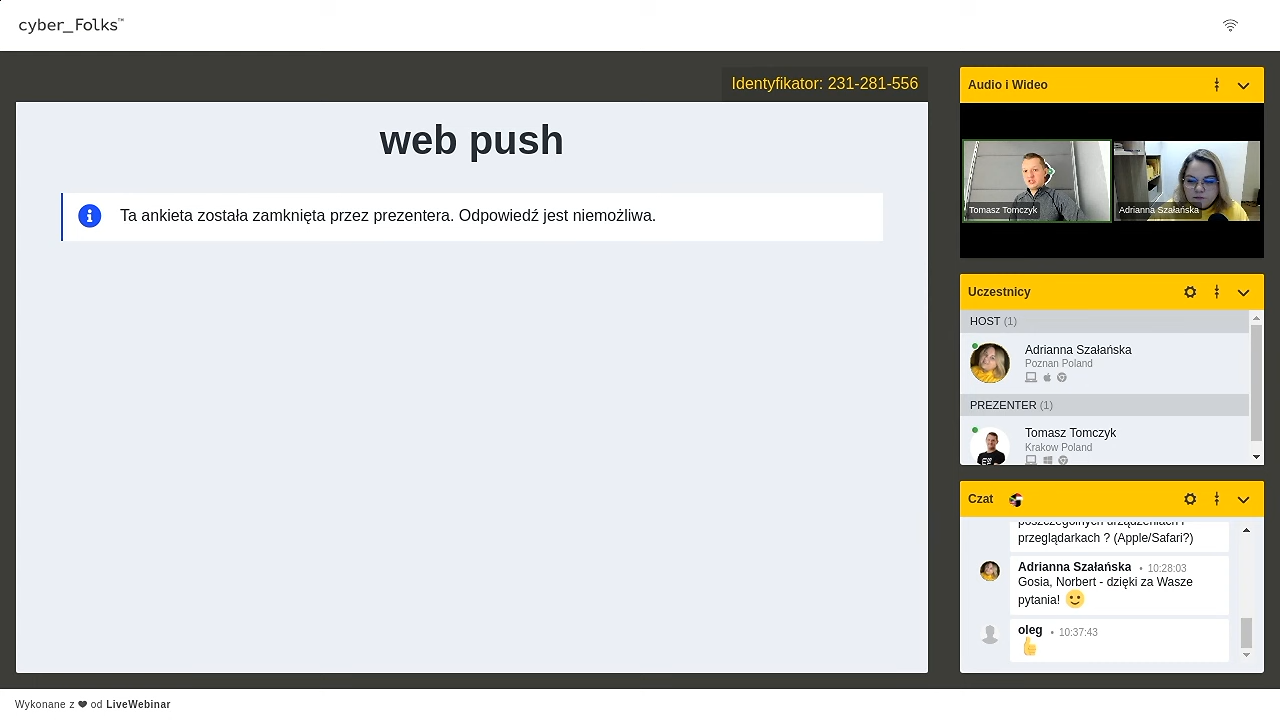 cyber_Folks™
Identyfikator: 231-281-556
web push
Ta ankieta została zamknięta przez prezentera. Odpowiedź jest niemożliwa.
Audio i Wideo
Tomasz Tomczyk
Adrianna Szałańska
Uczestnicy
HOST (1)
Adrianna Szałańska
Poznan Poland
PREZENTER (1)
Tomasz Tomczyk
Krakow Poland
Czat
poszczególnych urządzeniach i
przeglądarkach ? (Apple/Safari?)
Adrianna Szałańska • 10:28:03
Gosia, Norbert - dzięki za Wasze
pytania! 🙂
oleg • 10:37:43
👍
Wykonane z ❤ od LiveWebinar